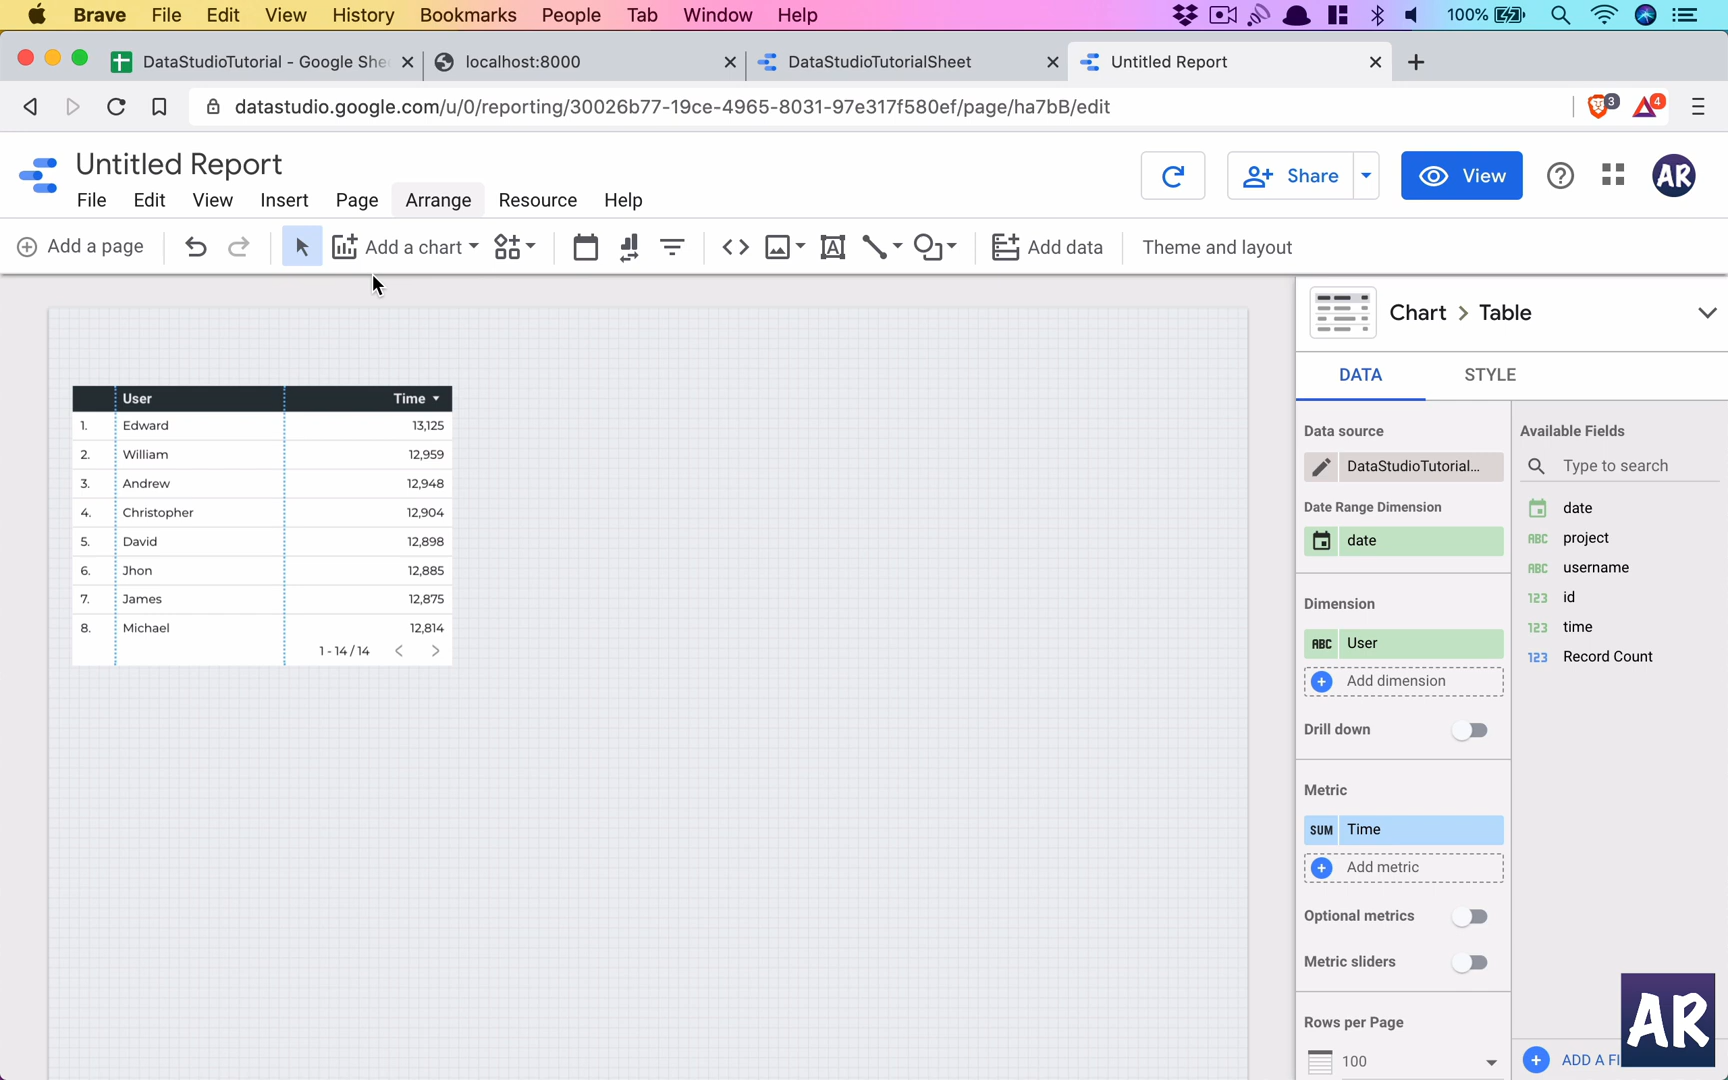 Brave File Edit View History Bookmarks People Tab Window Help 100%
DataStudioTutorial - Google She localhost:8000 DataStudioTutorialSheet Untitled Report
datastudio.google.com/u/0/reporting/30026b77-19ce-4965-8031-97e317f580ef/page/ha7bB/edit 3 4
Untitled Report
Share View AR
File Edit View Insert Page Arrange Resource Help
Add a page Add a chart Add data Theme and layout
Chart > Table
DATA STYLE
Data source
DataStudioTutorial...
Date Range Dimension
date
Dimension
ABC User
Add dimension
Drill down
Metric
SUM Time
Add metric
Optional metrics
Metric sliders
Rows per Page
100
Available Fields
Type to search
date
ABC project
ABC username
123 id
123 time
123 Record Count
ADD A FI
AR
User Time
1. Edward 13,125
2. William 12,959
3. Andrew 12,948
4. Christopher 12,904
5. David 12,898
6. Jhon 12,885
7. James 12,875
8. Michael 12,814
1 - 14 / 14 < >